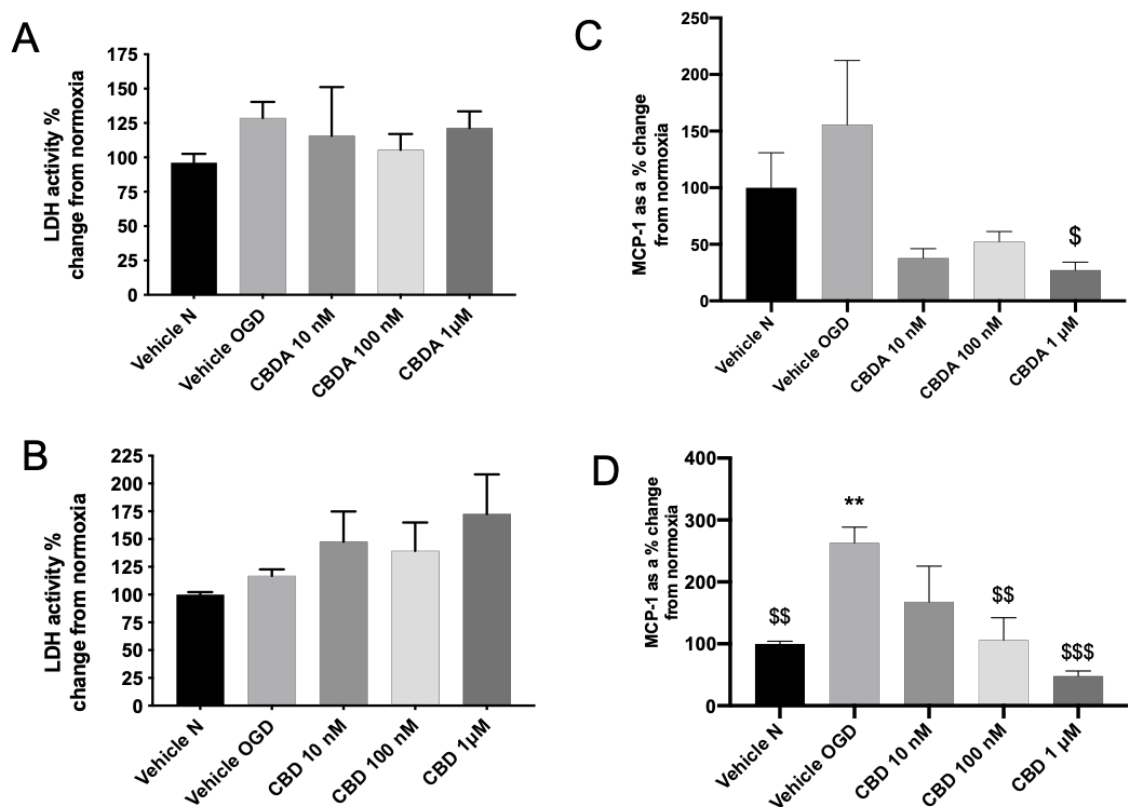 A
LDH activity %
change from normoxia
175
150
125
100
75
50
25
0
Vehicle N
Vehicle OGD
CBDA 10 nM
CBDA 100 nM
CBDA 1µM
C
MCP-1 as a % change
from normoxia
250
200
150
100
50
0
$
Vehicle N
Vehicle OGD
CBDA 10 nM
CBDA 100 nM
CBDA 1 µM
B
LDH activity %
change from normoxia
225
200
175
150
125
100
75
50
25
0
Vehicle N
Vehicle OGD
CBD 10 nM
CBD 100 nM
CBD 1µM
D
MCP-1 as a % change
from normoxia
400
300
200
100
0
$$
**
$$
$$$
Vehicle N
Vehicle OGD
CBD 10 nM
CBD 100 nM
CBD 1 µM